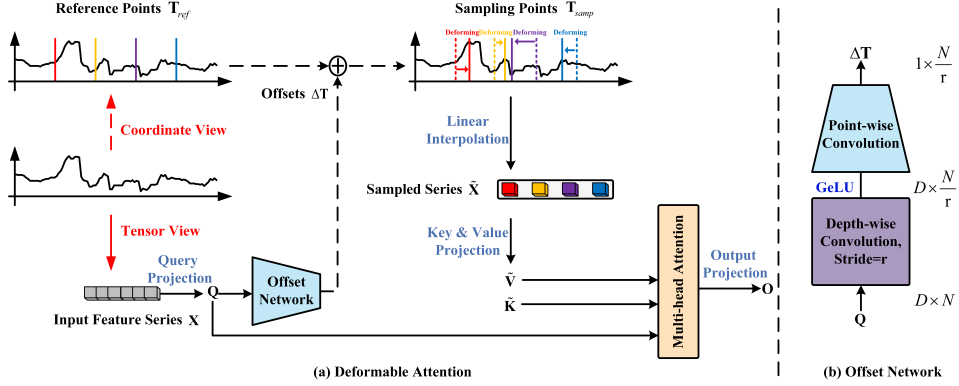 Reference Points T_ref
Sampling Points T_samp
Deforming Deforming Deforming Deforming
Offsets ΔT
Coordinate View
Linear
Interpolation
Sampled Series X̃
Tensor View
Key & Value
Projection
Query
Projection
Q
Offset
Network
Ṽ
K̃
Input Feature Series X
Multi-head Attention
Output
Projection
O
(a) Deformable Attention
ΔT
1 × N/r
Point-wise
Convolution
GeLU
D × N/r
Depth-wise
Convolution,
Stride=r
D × N
Q
(b) Offset Network